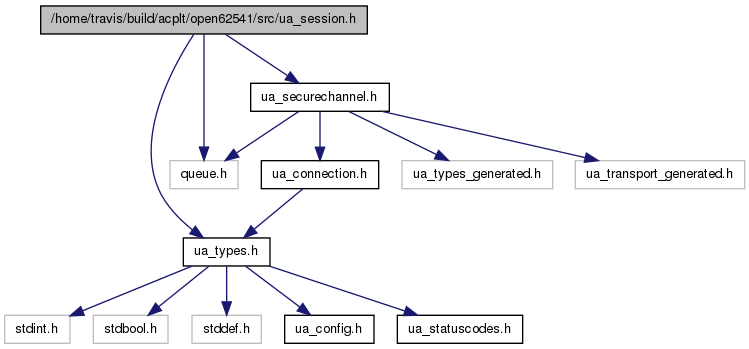 /home/travis/build/acplt/open62541/src/ua_session.h
ua_securechannel.h
queue.h
ua_connection.h
ua_types_generated.h
ua_transport_generated.h
ua_types.h
stdint.h
stdbool.h
stddef.h
ua_config.h
ua_statuscodes.h